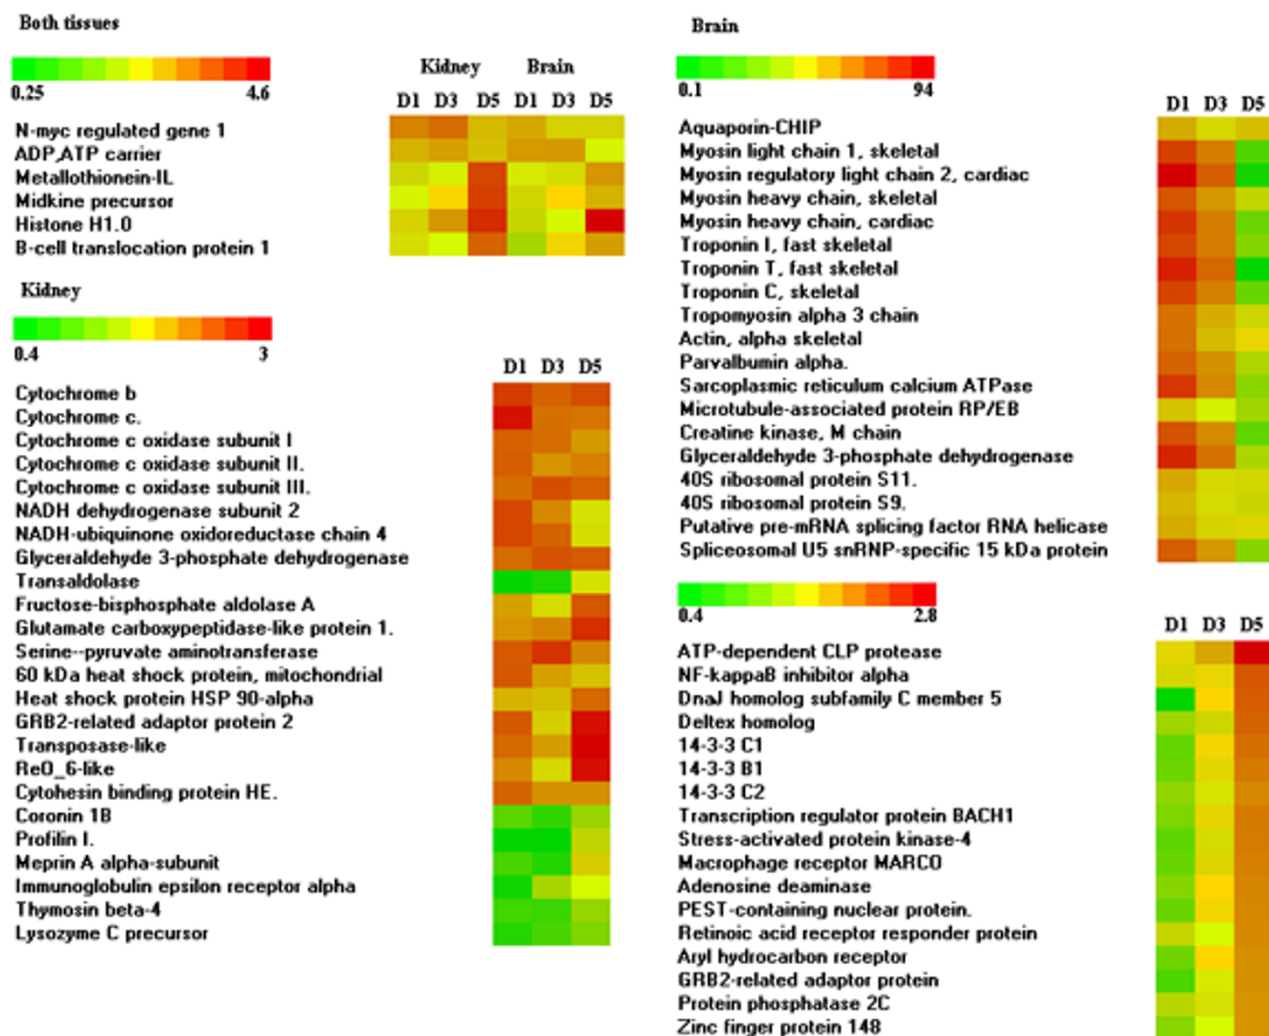 Both tissues
0.25 4.6
Kidney Brain
D1 D3 D5 D1 D3 D5
N-myc regulated gene 1
ADP,ATP carrier
Metallothionein-IL
Midkine precursor
Histone H1.0
B-cell translocation protein 1
Kidney
0.4 3
D1 D3 D5
Cytochrome b
Cytochrome c.
Cytochrome c oxidase subunit I
Cytochrome c oxidase subunit II.
Cytochrome c oxidase subunit III.
NADH dehydrogenase subunit 2
NADH-ubiquinone oxidoreductase chain 4
Glyceraldehyde 3-phosphate dehydrogenase
Transaldolase
Fructose-bisphosphate aldolase A
Glutamate carboxypeptidase-like protein 1.
Serine--pyruvate aminotransferase
60 kDa heat shock protein, mitochondrial
Heat shock protein HSP 90-alpha
GRB2-related adaptor protein 2
Transposase-like
ReO_6-like
Cytohesin binding protein HE.
Coronin 1B
Profilin I.
Meprin A alpha-subunit
Immunoglobulin epsilon receptor alpha
Thymosin beta-4
Lysozyme C precursor
Brain
0.1 94
D1 D3 D5
Aquaporin-CHIP
Myosin light chain 1, skeletal
Myosin regulatory light chain 2, cardiac
Myosin heavy chain, skeletal
Myosin heavy chain, cardiac
Troponin I, fast skeletal
Troponin T, fast skeletal
Troponin C, skeletal
Tropomyosin alpha 3 chain
Actin, alpha skeletal
Parvalbumin alpha.
Sarcoplasmic reticulum calcium ATPase
Microtubule-associated protein RP/EB
Creatine kinase, M chain
Glyceraldehyde 3-phosphate dehydrogenase
40S ribosomal protein S11.
40S ribosomal protein S9.
Putative pre-mRNA splicing factor RNA helicase
Spliceosomal U5 snRNP-specific 15 kDa protein
0.4 2.8
D1 D3 D5
ATP-dependent CLP protease
NF-kappaB inhibitor alpha
DnaJ homolog subfamily C member 5
Deltex homolog
14-3-3 C1
14-3-3 B1
14-3-3 C2
Transcription regulator protein BACH1
Stress-activated protein kinase-4
Macrophage receptor MARCO
Adenosine deaminase
PEST-containing nuclear protein.
Retinoic acid receptor responder protein
Aryl hydrocarbon receptor
GRB2-related adaptor protein
Protein phosphatase 2C
Zinc finger protein 148